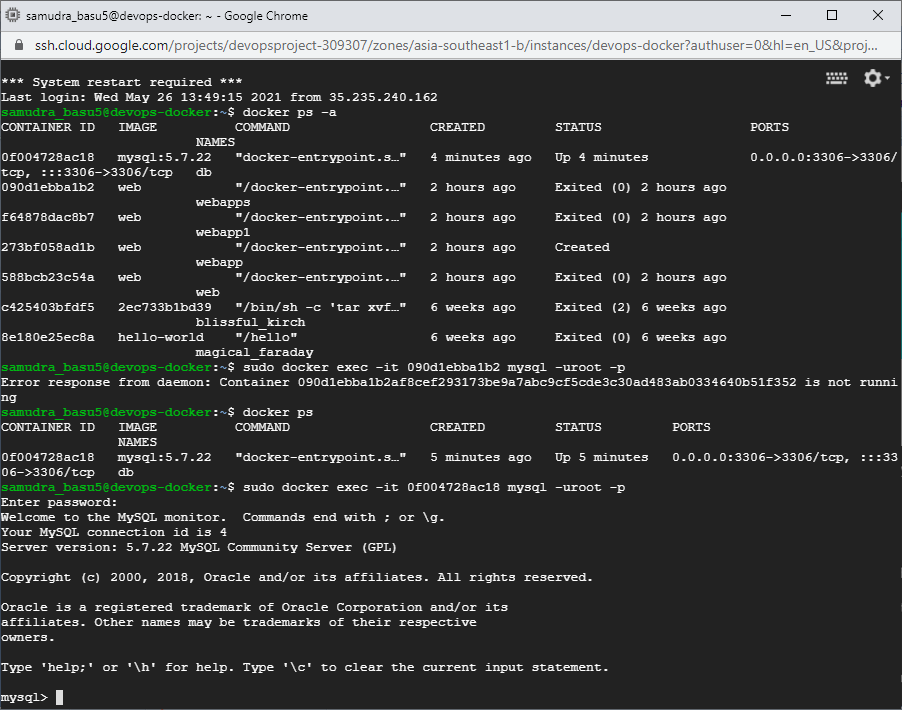 samudra_basu5@devops-docker: ~ - Google Chrome
ssh.cloud.google.com/projects/devopsproject-309307/zones/asia-southeast1-b/instances/devops-docker?authuser=0&hl=en_US&proj...
*** System restart required ***
Last login: Wed May 26 13:49:15 2021 from 35.235.240.162
samudra_basu5@devops-docker:~$ docker ps -a
CONTAINER ID   IMAGE          COMMAND                  CREATED         STATUS                   PORTS
                         NAMES
0f004728ac18   mysql:5.7.22   "docker-entrypoint.s…"   4 minutes ago   Up 4 minutes             0.0.0.0:3306->3306/
tcp, :::3306->3306/tcp   db
090d1ebba1b2   web            "/docker-entrypoint.…"   2 hours ago     Exited (0) 2 hours ago
                         webapps
f64878dac8b7   web            "/docker-entrypoint.…"   2 hours ago     Exited (0) 2 hours ago
                         webapp1
273bf058ad1b   web            "/docker-entrypoint.…"   2 hours ago     Created
                         webapp
588bcb23c54a   web            "/docker-entrypoint.…"   2 hours ago     Exited (0) 2 hours ago
                         web
c425403bfdf5   2ec733b1bd39   "/bin/sh -c 'tar xvf…"   6 weeks ago     Exited (2) 6 weeks ago
                         blissful_kirch
8e180e25ec8a   hello-world    "/hello"                 6 weeks ago     Exited (0) 6 weeks ago
                         magical_faraday
samudra_basu5@devops-docker:~$ sudo docker exec -it 090d1ebba1b2 mysql -uroot -p
Error response from daemon: Container 090d1ebba1b2af8cef293173be9a7abc9cf5cde3c30ad483ab0334640b51f352 is not runni
ng
samudra_basu5@devops-docker:~$ docker ps
CONTAINER ID   IMAGE          COMMAND                  CREATED         STATUS         PORTS
               NAMES
0f004728ac18   mysql:5.7.22   "docker-entrypoint.s…"   5 minutes ago   Up 5 minutes   0.0.0.0:3306->3306/tcp, :::33
06->3306/tcp   db
samudra_basu5@devops-docker:~$ sudo docker exec -it 0f004728ac18 mysql -uroot -p
Enter password:
Welcome to the MySQL monitor.  Commands end with ; or \g.
Your MySQL connection id is 4
Server version: 5.7.22 MySQL Community Server (GPL)
Copyright (c) 2000, 2018, Oracle and/or its affiliates. All rights reserved.
Oracle is a registered trademark of Oracle Corporation and/or its
affiliates. Other names may be trademarks of their respective
owners.
Type 'help;' or '\h' for help. Type '\c' to clear the current input statement.
mysql>